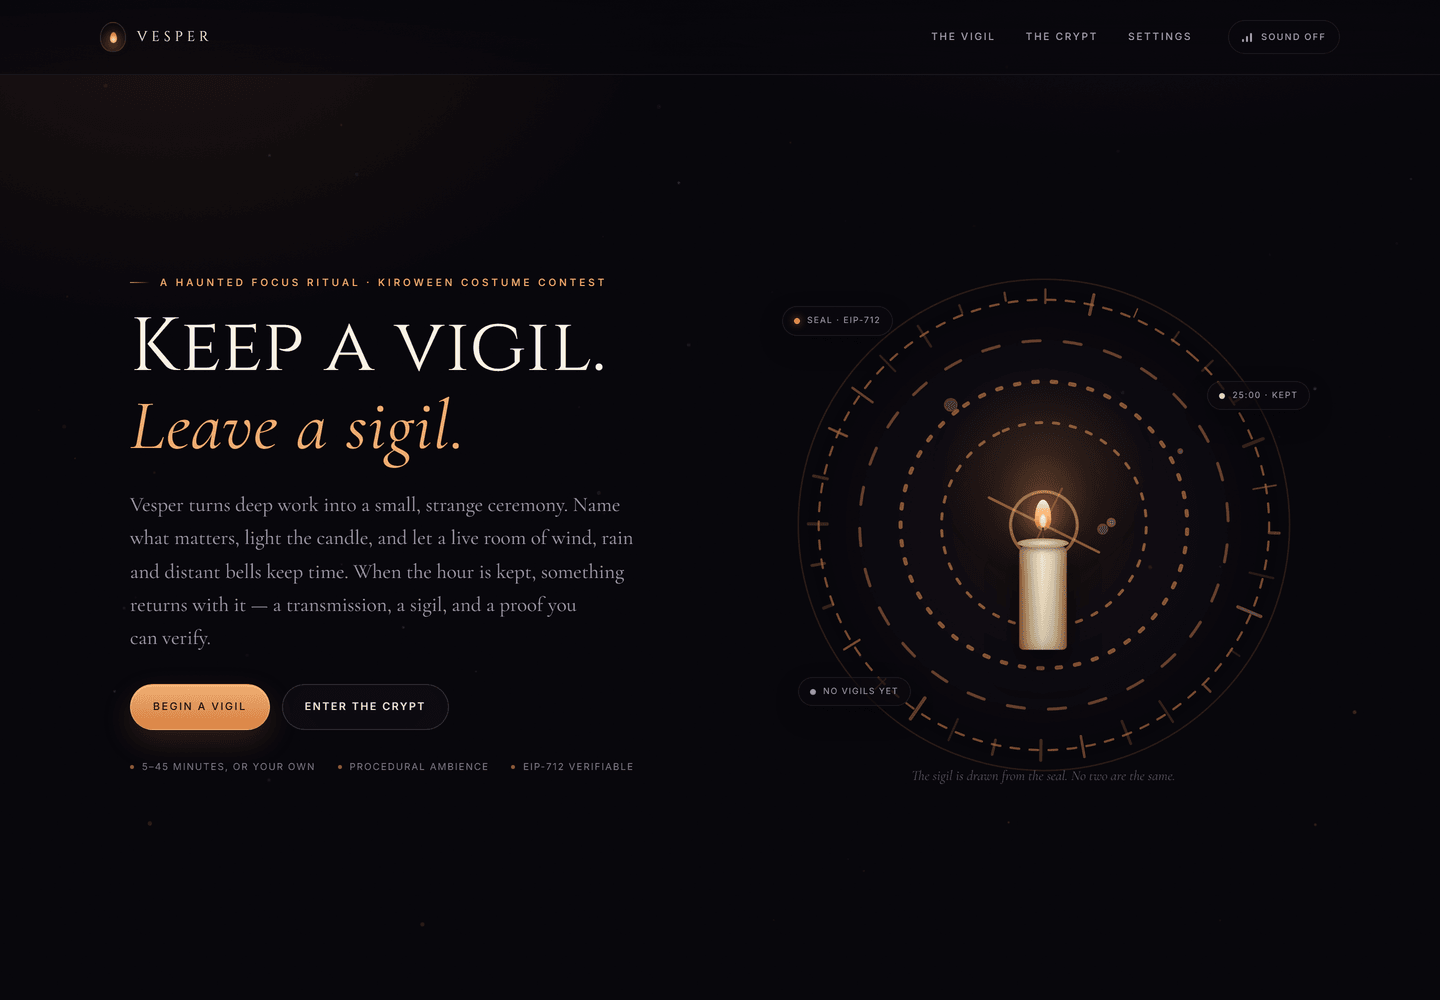 VESPER
THE VIGIL
THE CRYPT
SETTINGS
SOUND OFF
A HAUNTED FOCUS RITUAL · KIROWEEN COSTUME CONTEST
KEEP A VIGIL.
Leave a sigil.
Vesper turns deep work into a small, strange ceremony. Name
what matters, light the candle, and let a live room of wind, rain
and distant bells keep time. When the hour is kept, something
returns with it — a transmission, a sigil, and a proof you
can verify.
BEGIN A VIGIL
ENTER THE CRYPT
5–45 MINUTES, OR YOUR OWN
PROCEDURAL AMBIENCE
EIP-712 VERIFIABLE
SEAL · EIP-712
25:00 · KEPT
NO VIGILS YET
The sigil is drawn from the seal. No two are the same.